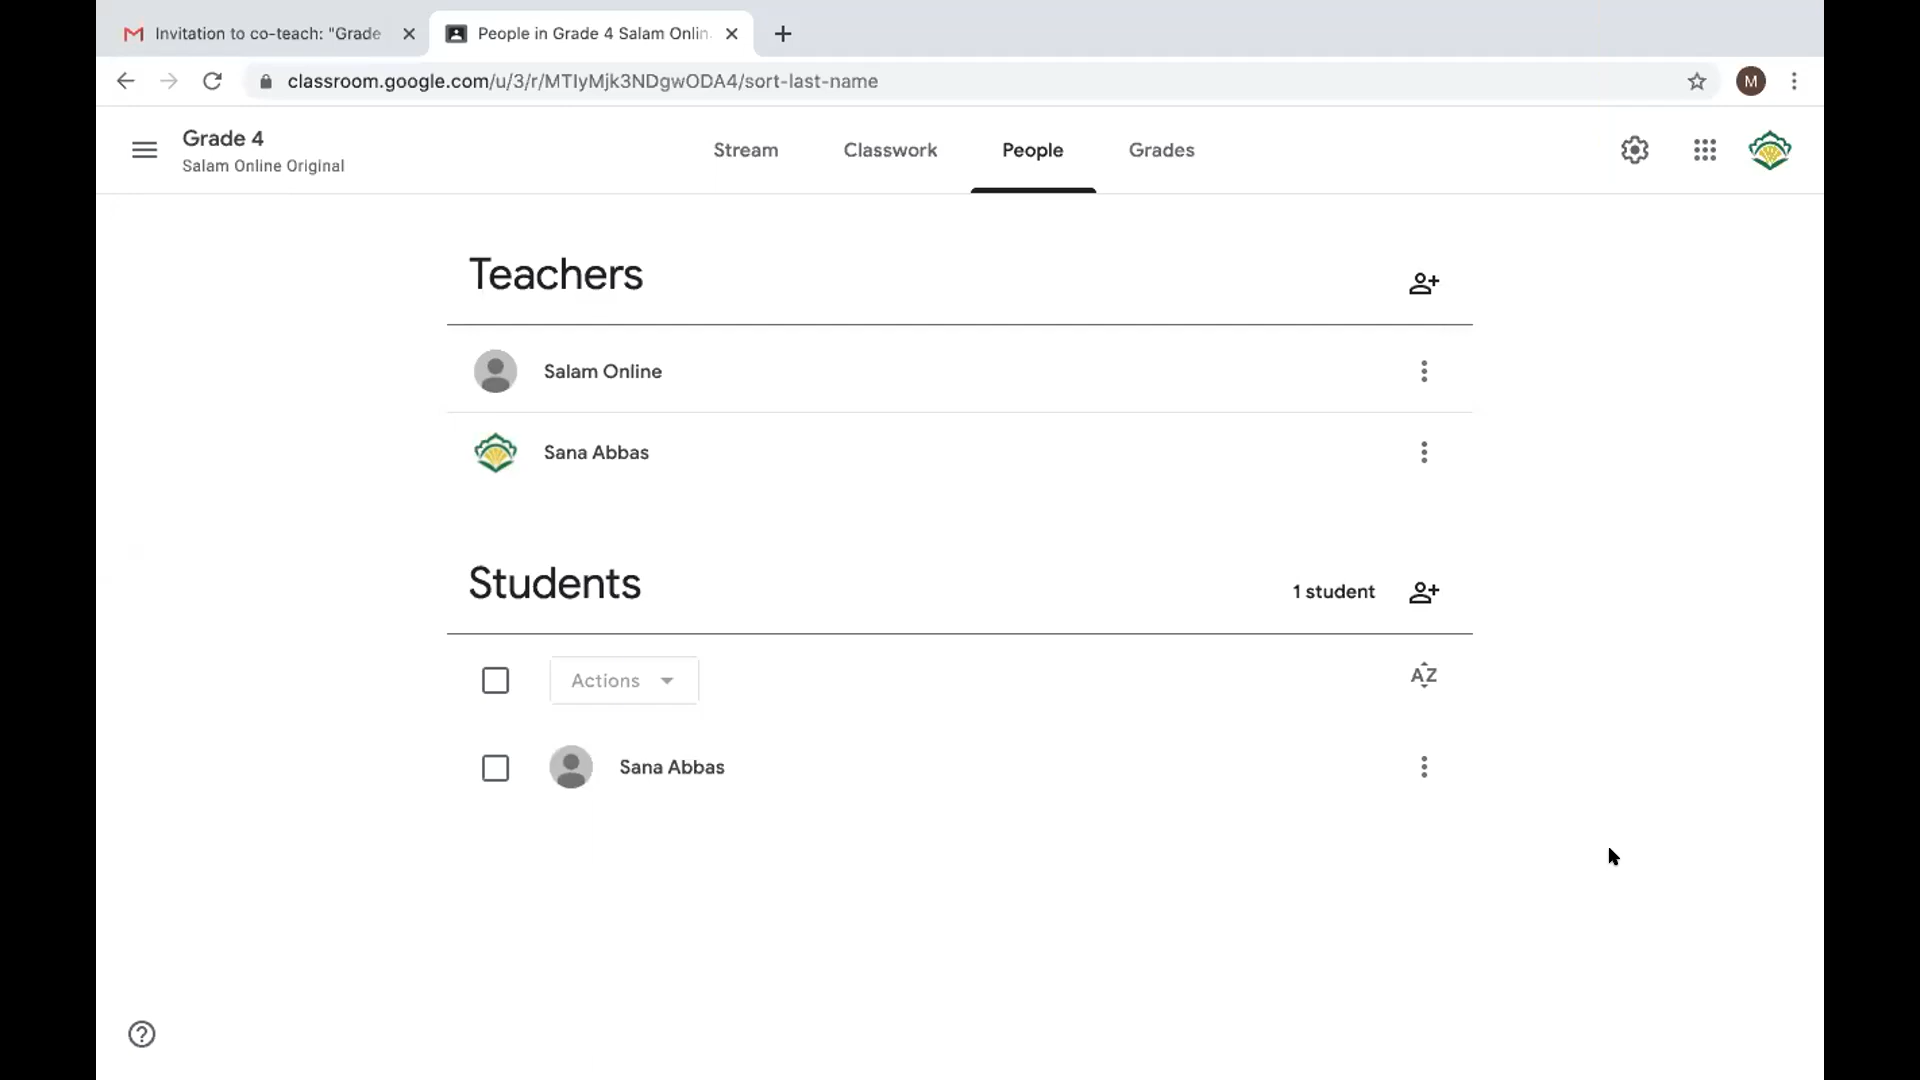 Invitation to co-teach: "Grade
People in Grade 4 Salam Onlin
classroom.google.com/u/3/r/MTIyMjk3NDgwODA4/sort-last-name
M
Grade 4
Salam Online Original
Stream
Classwork
People
Grades
Teachers
Salam Online
Sana Abbas
Students
1 student
Actions
AZ
Sana Abbas